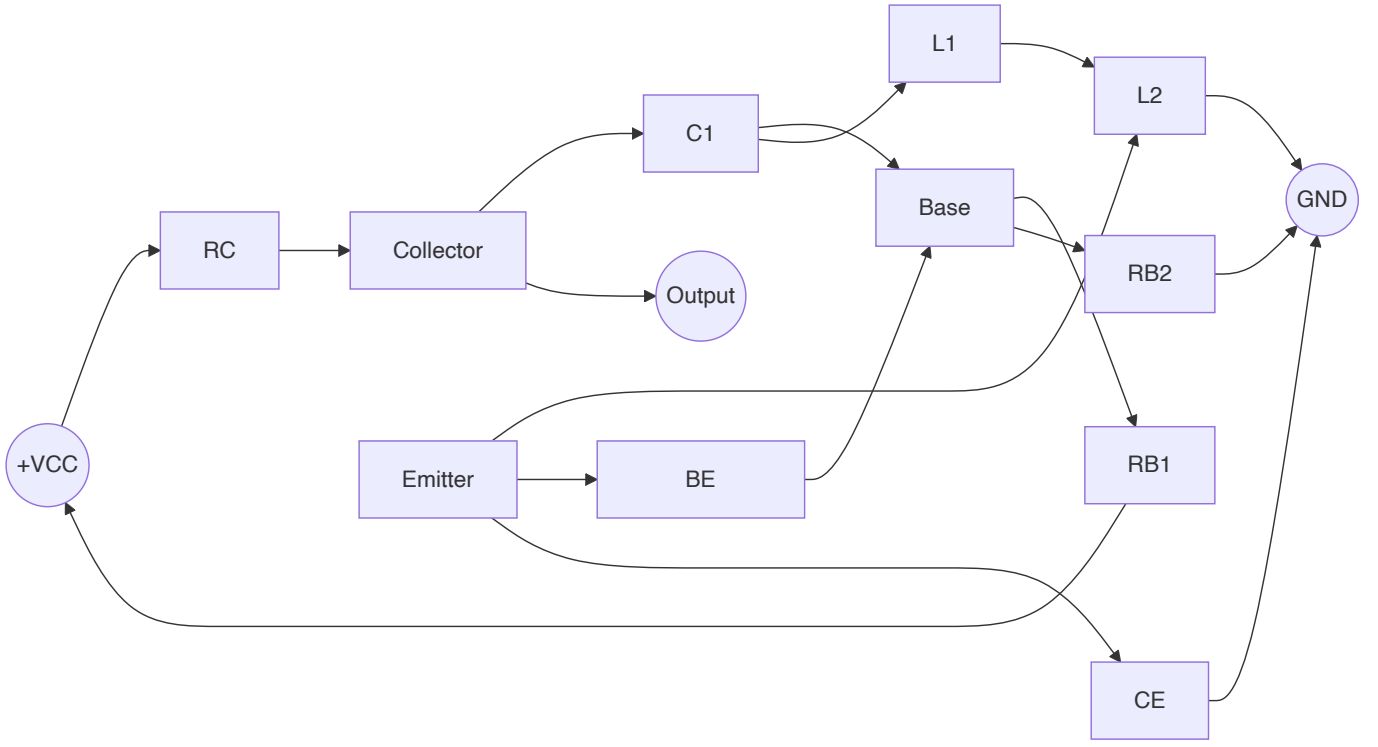 L1
L2
C1
Base
GND
RC
Collector
RB2
Output
+VCC
Emitter
BE
RB1
CE